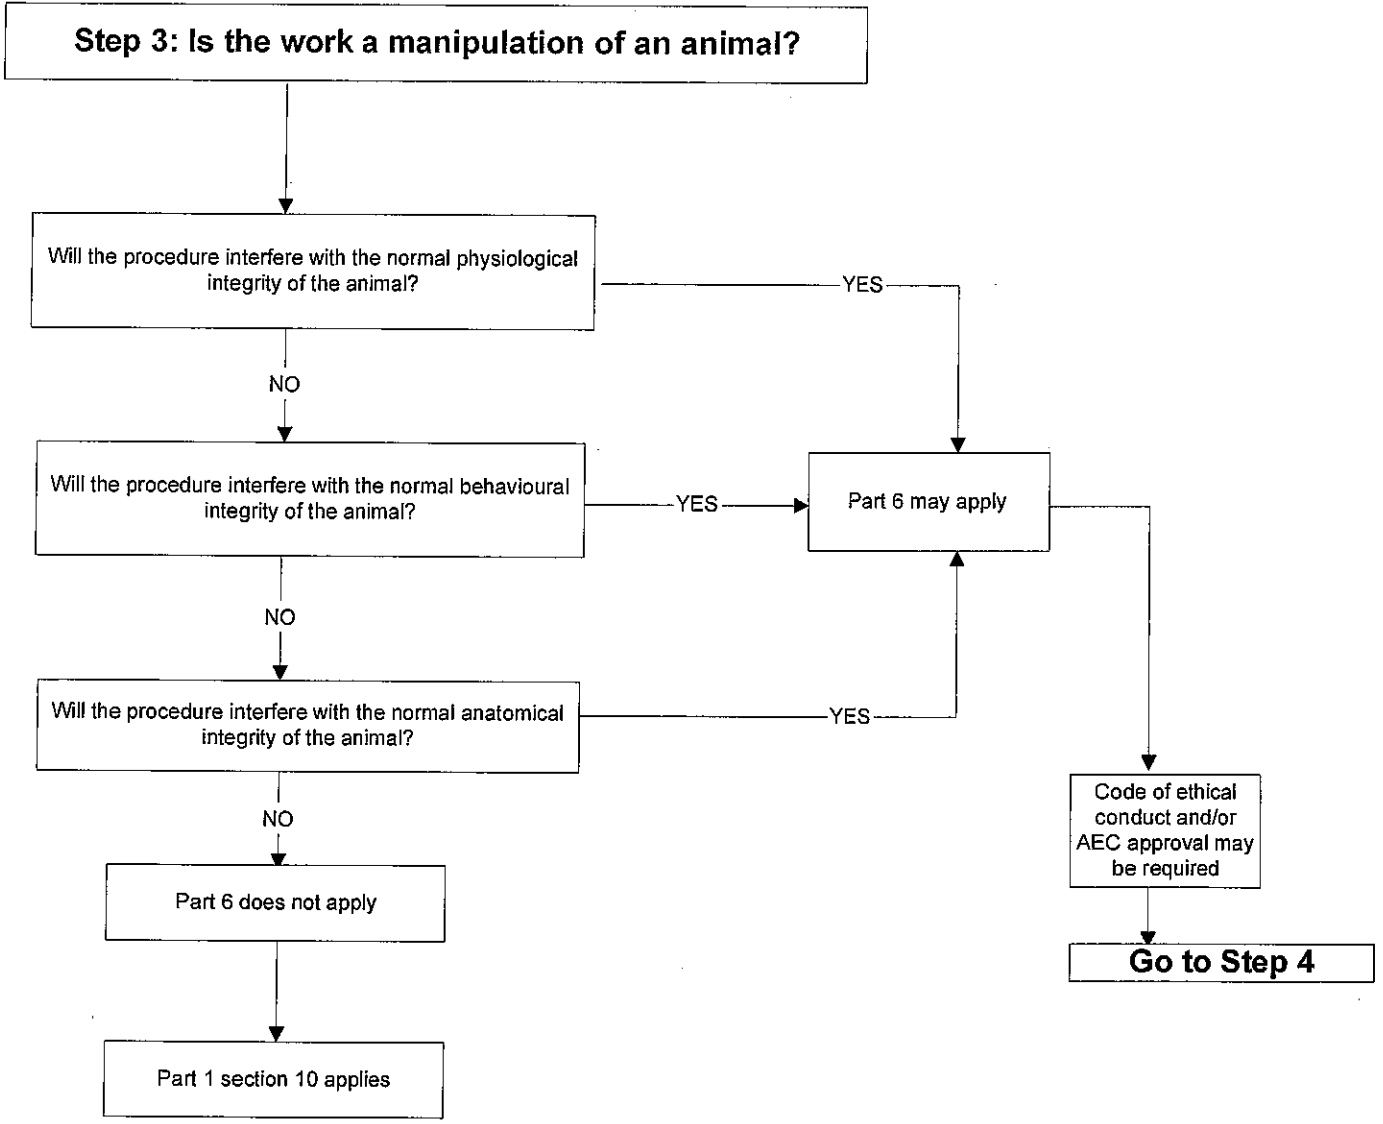 Step 3: Is the work a manipulation of an animal?
Will the procedure interfere with the normal physiological
integrity of the animal?
YES
NO
Will the procedure interfere with the normal behavioural
integrity of the animal?
YES
Part 6 may apply
NO
Will the procedure interfere with the normal anatomical
integrity of the animal?
YES
NO
Code of ethical
conduct and/or
AEC approval may
be required
Part 6 does not apply
Go to Step 4
Part 1 section 10 applies